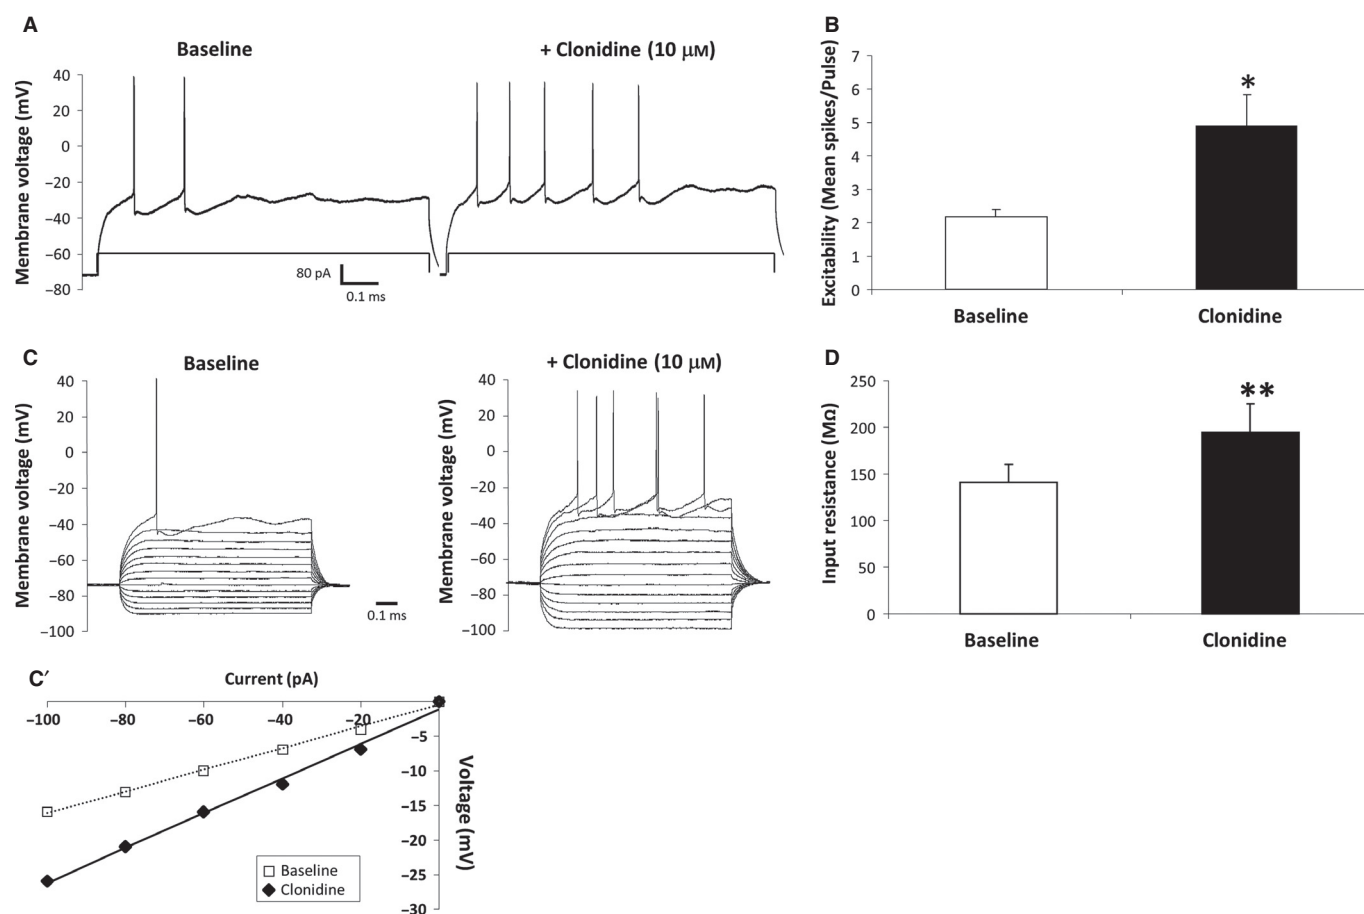 A
Baseline
+ Clonidine (10 μM)
Membrane voltage (mV)
40
20
0
−20
−40
−60
−80
80 pA
0.1 ms
B
Excitability (Mean spikes/Pulse)
7
6
5
4
3
2
1
0
*
Baseline
Clonidine
C
Baseline
+ Clonidine (10 μM)
Membrane voltage (mV)
40
20
0
−20
−40
−60
−80
−100
0.1 ms
Membrane voltage (mV)
40
20
0
−20
−40
−60
−80
−100
D
Input resistance (MΩ)
250
200
150
100
50
0
**
Baseline
Clonidine
C′
Current (pA)
−100
−80
−60
−40
−20
−5
−10
−15
−20
−25
−30
Voltage (mV)
Baseline
Clonidine